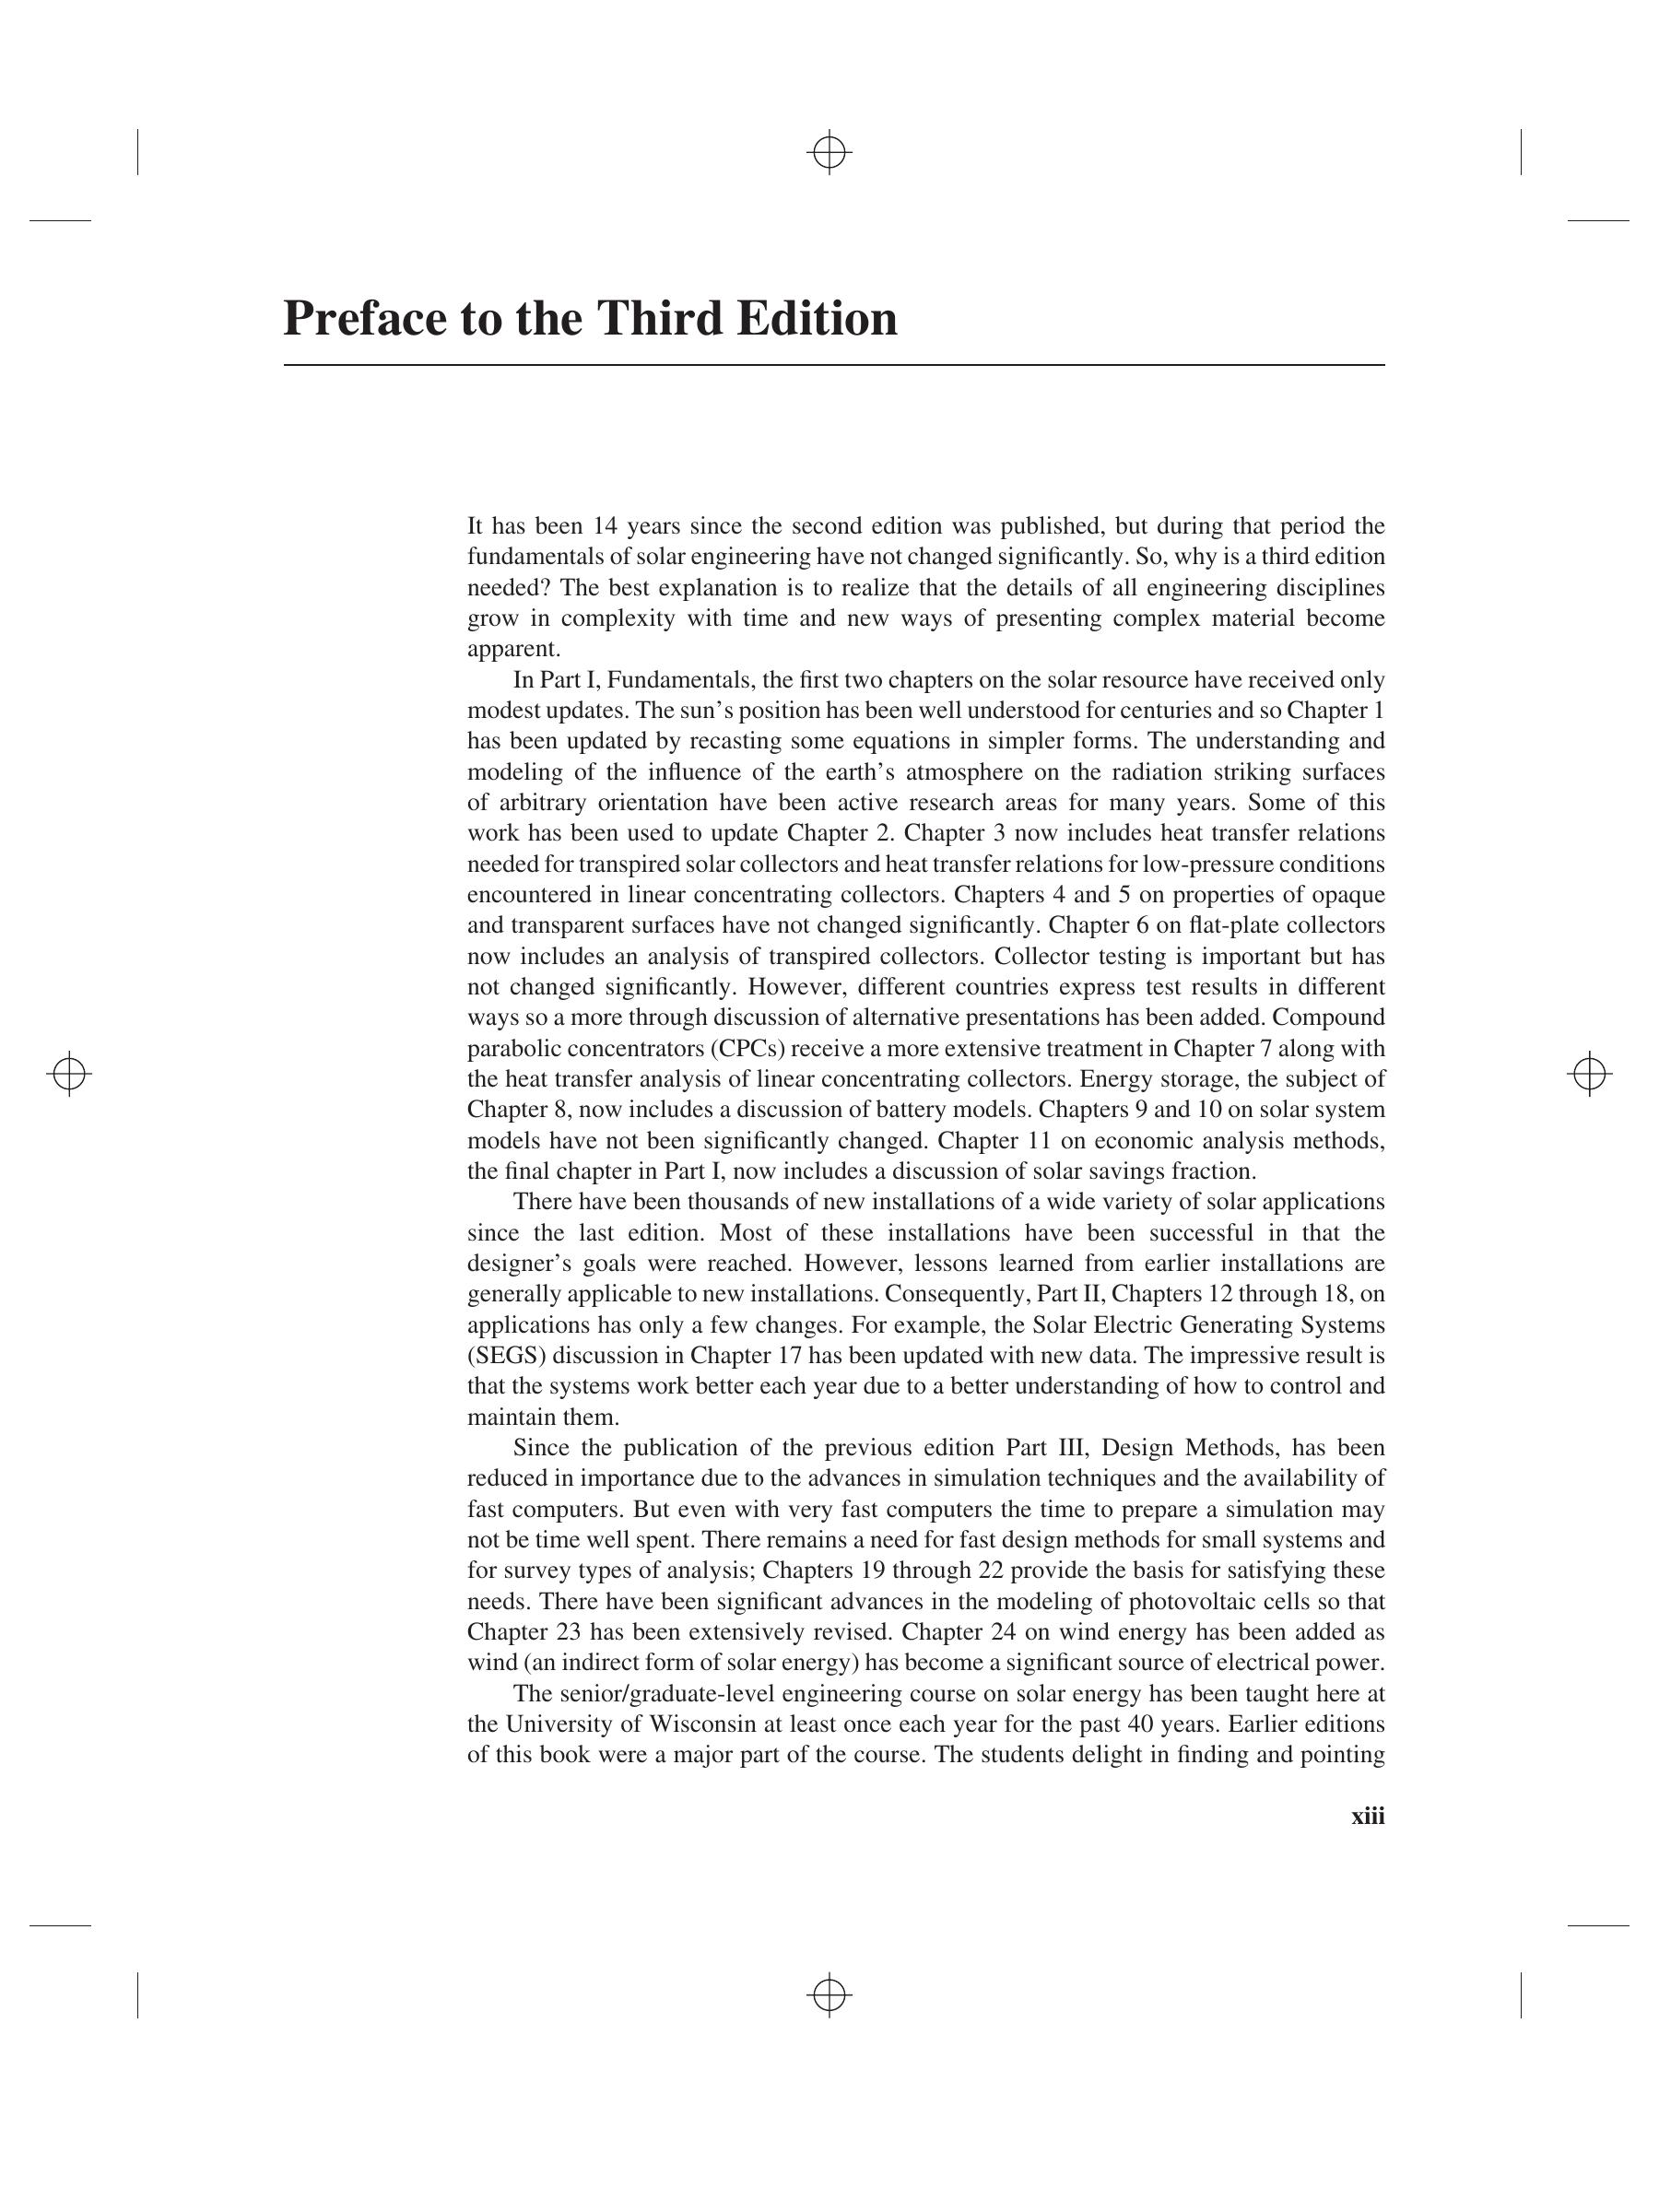 Preface to the Third Edition
It has been 14 years since the second edition was published, but during that period the
fundamentals of solar engineering have not changed significantly. So, why is a third edition
needed? The best explanation is to realize that the details of all engineering disciplines
grow in complexity with time and new ways of presenting complex material become
apparent.
In Part I, Fundamentals, the first two chapters on the solar resource have received only
modest updates. The sun’s position has been well understood for centuries and so Chapter 1
has been updated by recasting some equations in simpler forms. The understanding and
modeling of the influence of the earth’s atmosphere on the radiation striking surfaces
of arbitrary orientation have been active research areas for many years. Some of this
work has been used to update Chapter 2. Chapter 3 now includes heat transfer relations
needed for transpired solar collectors and heat transfer relations for low-pressure conditions
encountered in linear concentrating collectors. Chapters 4 and 5 on properties of opaque
and transparent surfaces have not changed significantly. Chapter 6 on flat-plate collectors
now includes an analysis of transpired collectors. Collector testing is important but has
not changed significantly. However, different countries express test results in different
ways so a more through discussion of alternative presentations has been added. Compound
parabolic concentrators (CPCs) receive a more extensive treatment in Chapter 7 along with
the heat transfer analysis of linear concentrating collectors. Energy storage, the subject of
Chapter 8, now includes a discussion of battery models. Chapters 9 and 10 on solar system
models have not been significantly changed. Chapter 11 on economic analysis methods,
the final chapter in Part I, now includes a discussion of solar savings fraction.
There have been thousands of new installations of a wide variety of solar applications
since the last edition. Most of these installations have been successful in that the
designer’s goals were reached. However, lessons learned from earlier installations are
generally applicable to new installations. Consequently, Part II, Chapters 12 through 18, on
applications has only a few changes. For example, the Solar Electric Generating Systems
(SEGS) discussion in Chapter 17 has been updated with new data. The impressive result is
that the systems work better each year due to a better understanding of how to control and
maintain them.
Since the publication of the previous edition Part III, Design Methods, has been
reduced in importance due to the advances in simulation techniques and the availability of
fast computers. But even with very fast computers the time to prepare a simulation may
not be time well spent. There remains a need for fast design methods for small systems and
for survey types of analysis; Chapters 19 through 22 provide the basis for satisfying these
needs. There have been significant advances in the modeling of photovoltaic cells so that
Chapter 23 has been extensively revised. Chapter 24 on wind energy has been added as
wind (an indirect form of solar energy) has become a significant source of electrical power.
The senior/graduate-level engineering course on solar energy has been taught here at
the University of Wisconsin at least once each year for the past 40 years. Earlier editions
of this book were a major part of the course. The students delight in finding and pointing
xiii